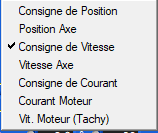 Consigne de Position
Position Axe
Consigne de Vitesse
Vitesse Axe
Consigne de Courant
Courant Moteur
Vit. Moteur (Tachy)